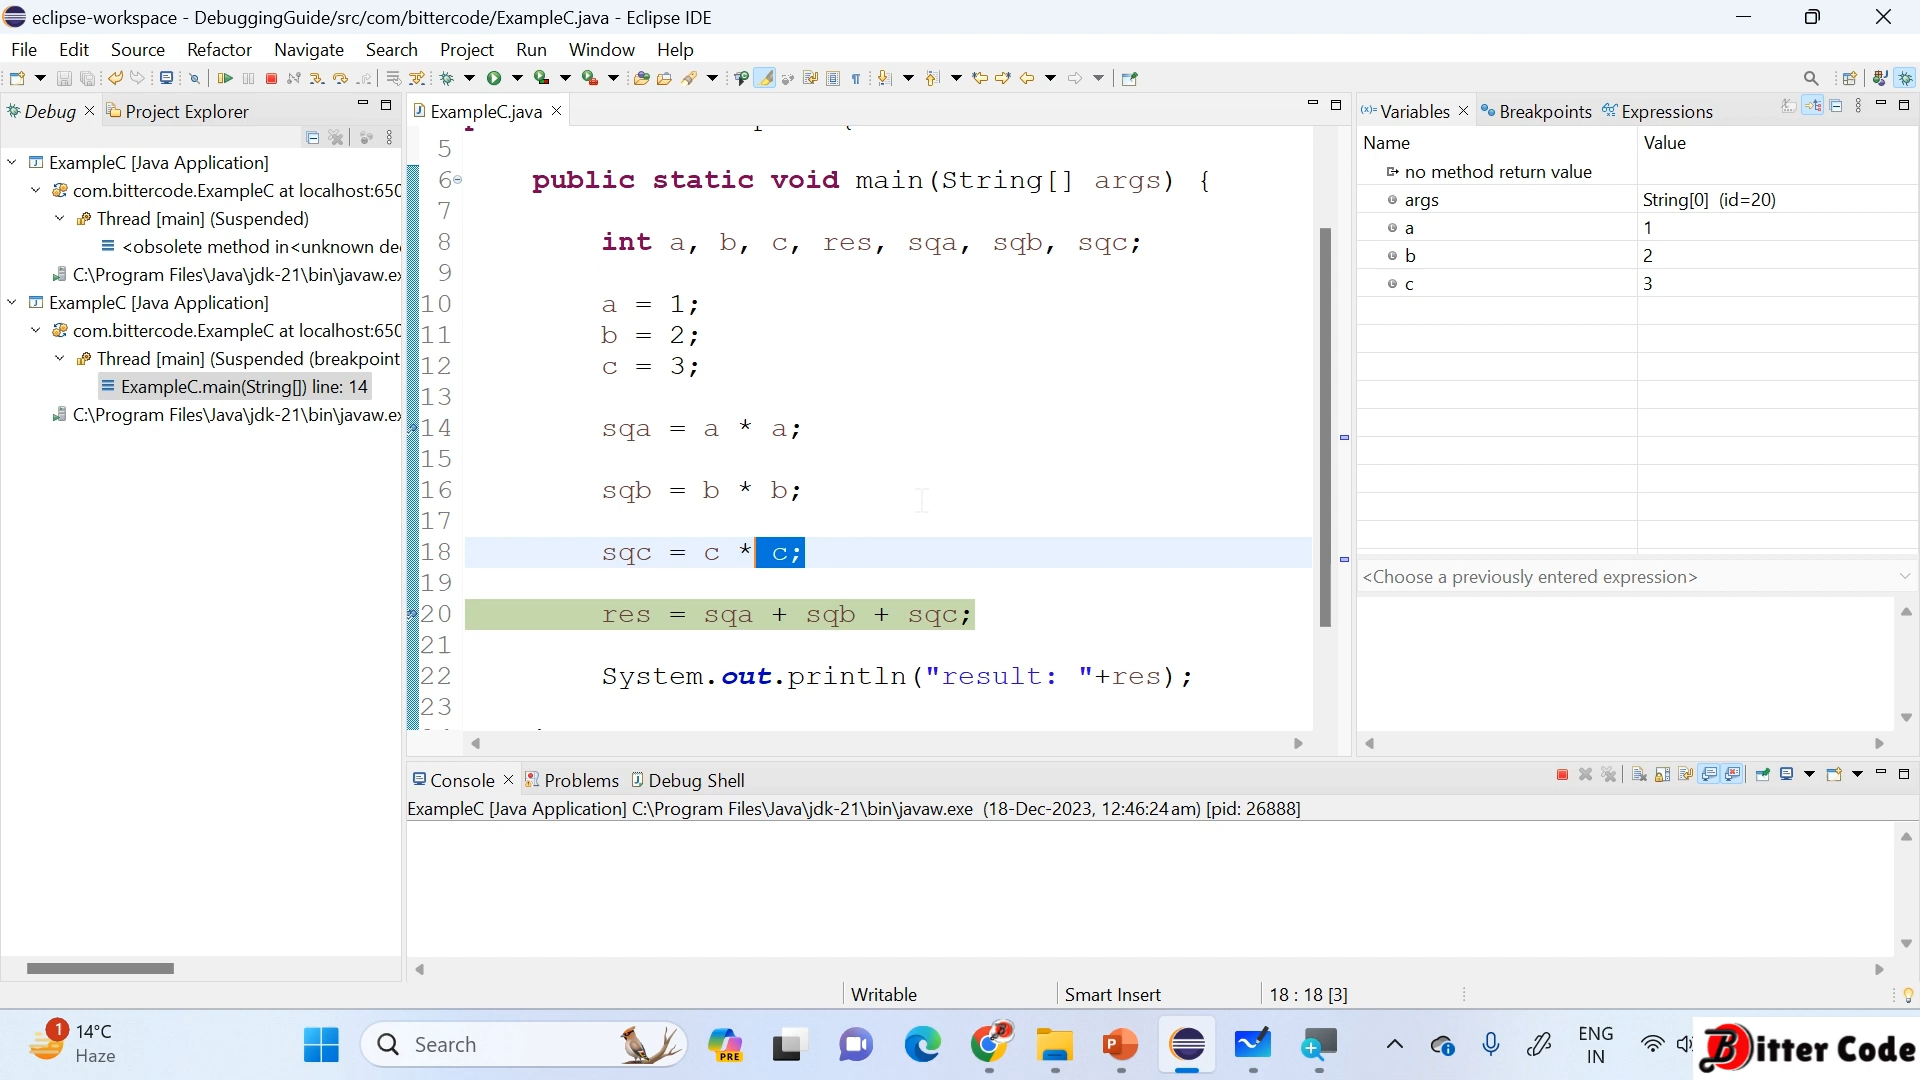 eclipse-workspace - DebuggingGuide/src/com/bittercode/ExampleC.java - Eclipse IDE
File Edit Source Refactor Navigate Search Project Run Window Help
Debug Project Explorer
ExampleC [Java Application]
com.bittercode.ExampleC at localhost:650
Thread [main] (Suspended)
<obsolete method in<unknown de
C:\Program Files\Java\jdk-21\bin\javaw.ex
ExampleC [Java Application]
com.bittercode.ExampleC at localhost:650
Thread [main] (Suspended (breakpoint
ExampleC.main(String[]) line: 14
C:\Program Files\Java\jdk-21\bin\javaw.ex
ExampleC.java
5
6 public static void main(String[] args) {
7
8 int a, b, c, res, sqa, sqb, sqc;
9
10 a = 1;
11 b = 2;
12 c = 3;
13
14 sqa = a * a;
15
16 sqb = b * b;
17
18 sqc = c * c;
19
20 res = sqa + sqb + sqc;
21
22 System.out.println("result: "+res);
23
Variables Breakpoints Expressions
Name Value
no method return value
args String[0] (id=20)
a 1
b 2
c 3
<Choose a previously entered expression>
Console Problems Debug Shell
ExampleC [Java Application] C:\Program Files\Java\jdk-21\bin\javaw.exe (18-Dec-2023, 12:46:24 am) [pid: 26888]
Writable Smart Insert 18 : 18 [3]
1
14°C
Haze
Search
PRE
ENG
IN
Bitter Code